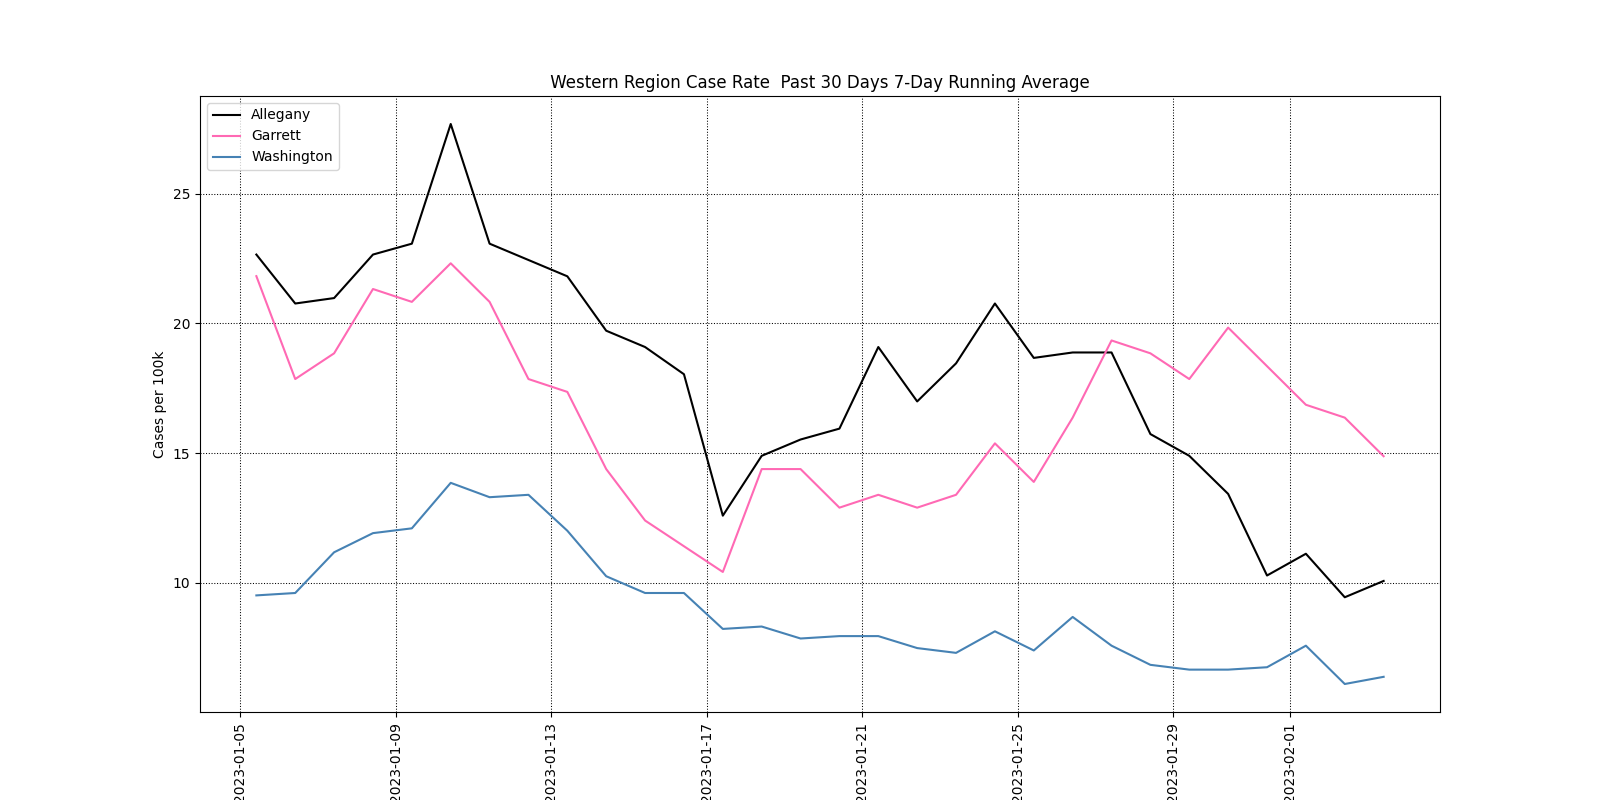 Western Region Case Rate  Past 30 Days 7-Day Running Average
Allegany
Garrett
Washington
25
20
15
10
Cases per 100k
2023-01-05
2023-01-09
2023-01-13
2023-01-17
2023-01-21
2023-01-25
2023-01-29
2023-02-01